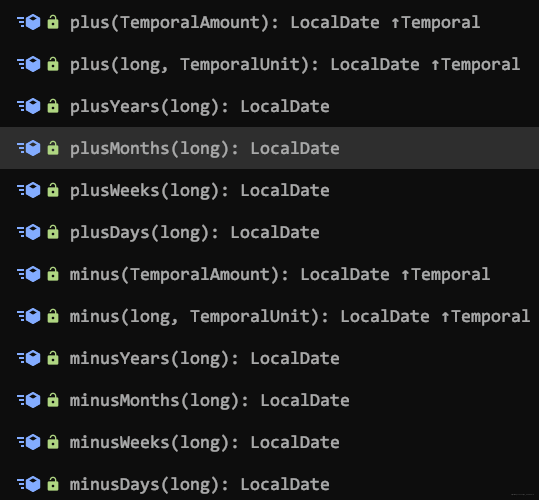 plus(TemporalAmount): LocalDate ↑Temporal
plus(long, TemporalUnit): LocalDate ↑Temporal
plusYears(long): LocalDate
plusMonths(long): LocalDate
plusWeeks(long): LocalDate
plusDays(long): LocalDate
minus(TemporalAmount): LocalDate ↑Temporal
minus(long, TemporalUnit): LocalDate ↑Temporal
minusYears(long): LocalDate
minusMonths(long): LocalDate
minusWeeks(long): LocalDate
minusDays(long): LocalDate